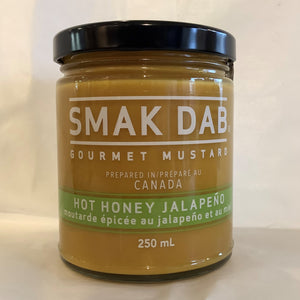 SMAK DAB
GOURMET MUSTARD
PREPARED IN/PRÉPARÉ AU
CANADA
HOT HONEY JALAPEÑO
moutarde épicée au jalapeño et au
250 mL